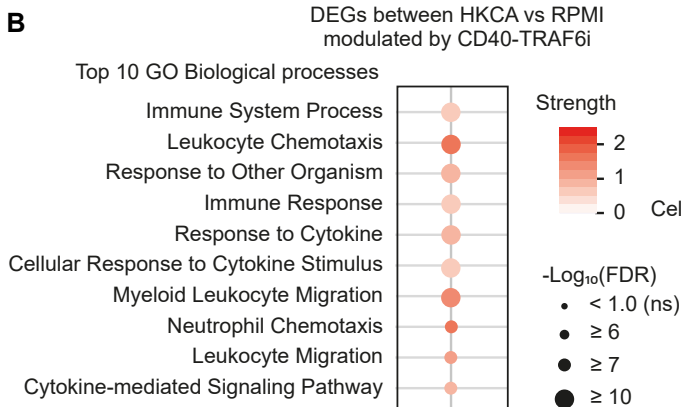 B
DEGs between HKCA vs RPMI
modulated by CD40-TRAF6i
Top 10 GO Biological processes
Immune System Process
Leukocyte Chemotaxis
Response to Other Organism
Immune Response
Response to Cytokine
Cellular Response to Cytokine Stimulus
Myeloid Leukocyte Migration
Neutrophil Chemotaxis
Leukocyte Migration
Cytokine-mediated Signaling Pathway
Strength
2
1
0
Cel
-Log₁₀(FDR)
< 1.0 (ns)
≥ 6
≥ 7
≥ 10